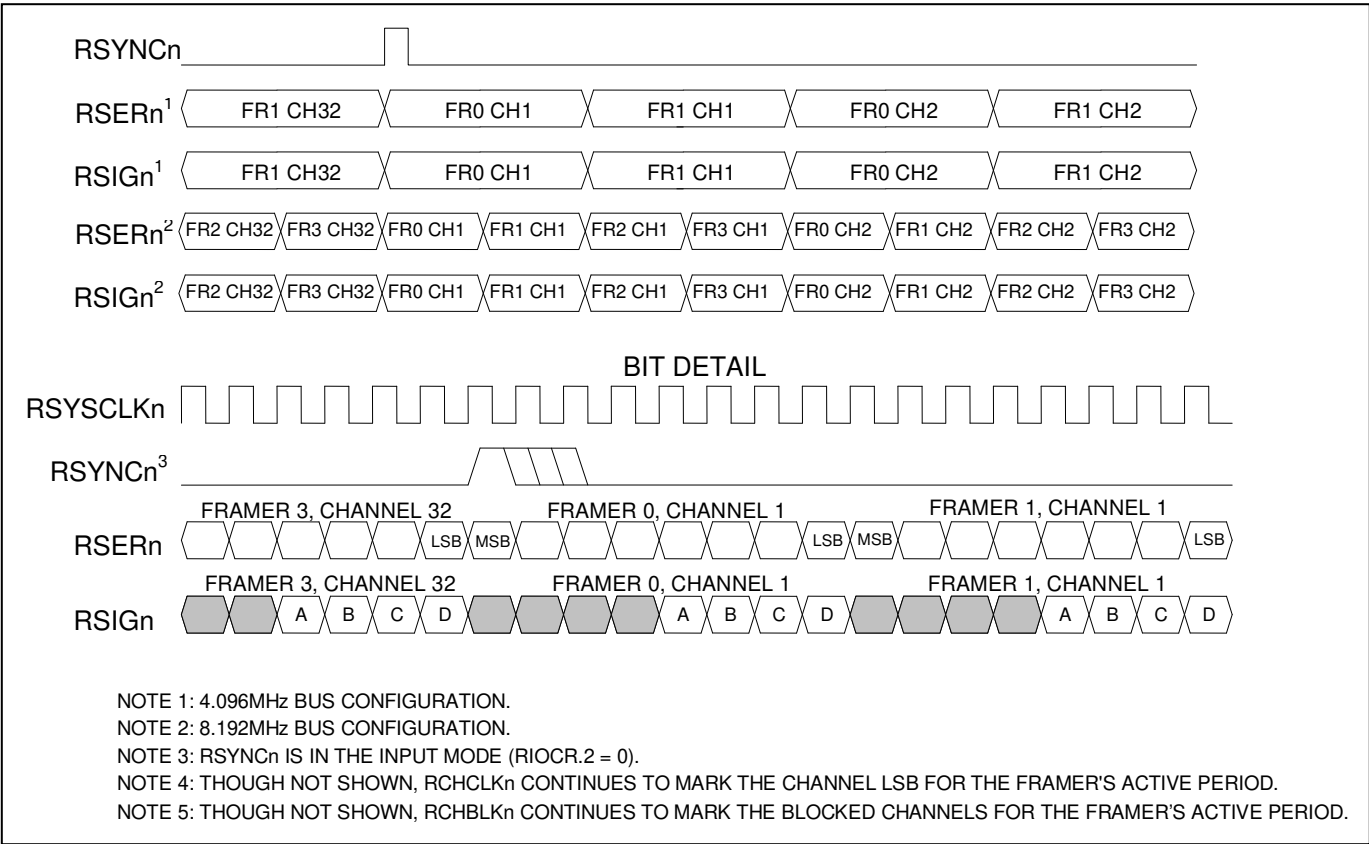 RSYNCn
RSERn1 FR1 CH32 FR0 CH1 FR1 CH1 FR0 CH2 FR1 CH2
RSIGn1 FR1 CH32 FR0 CH1 FR1 CH1 FR0 CH2 FR1 CH2
RSERn2 FR2 CH32 FR3 CH32 FR0 CH1 FR1 CH1 FR2 CH1 FR3 CH1 FR0 CH2 FR1 CH2 FR2 CH2 FR3 CH2
RSIGn2 FR2 CH32 FR3 CH32 FR0 CH1 FR1 CH1 FR2 CH1 FR3 CH1 FR0 CH2 FR1 CH2 FR2 CH2 FR3 CH2
BIT DETAIL
RSYSCLKn
RSYNCn3
FRAMER 3, CHANNEL 32 FRAMER 0, CHANNEL 1 FRAMER 1, CHANNEL 1
RSERn LSB MSB LSB MSB LSB
FRAMER 3, CHANNEL 32 FRAMER 0, CHANNEL 1 FRAMER 1, CHANNEL 1
RSIGn A B C D A B C D A B C D
NOTE 1: 4.096MHz BUS CONFIGURATION.
NOTE 2: 8.192MHz BUS CONFIGURATION.
NOTE 3: RSYNCn IS IN THE INPUT MODE (RIOCR.2 = 0).
NOTE 4: THOUGH NOT SHOWN, RCHCLKn CONTINUES TO MARK THE CHANNEL LSB FOR THE FRAMER'S ACTIVE PERIOD.
NOTE 5: THOUGH NOT SHOWN, RCHBLKn CONTINUES TO MARK THE BLOCKED CHANNELS FOR THE FRAMER’S ACTIVE PERIOD.